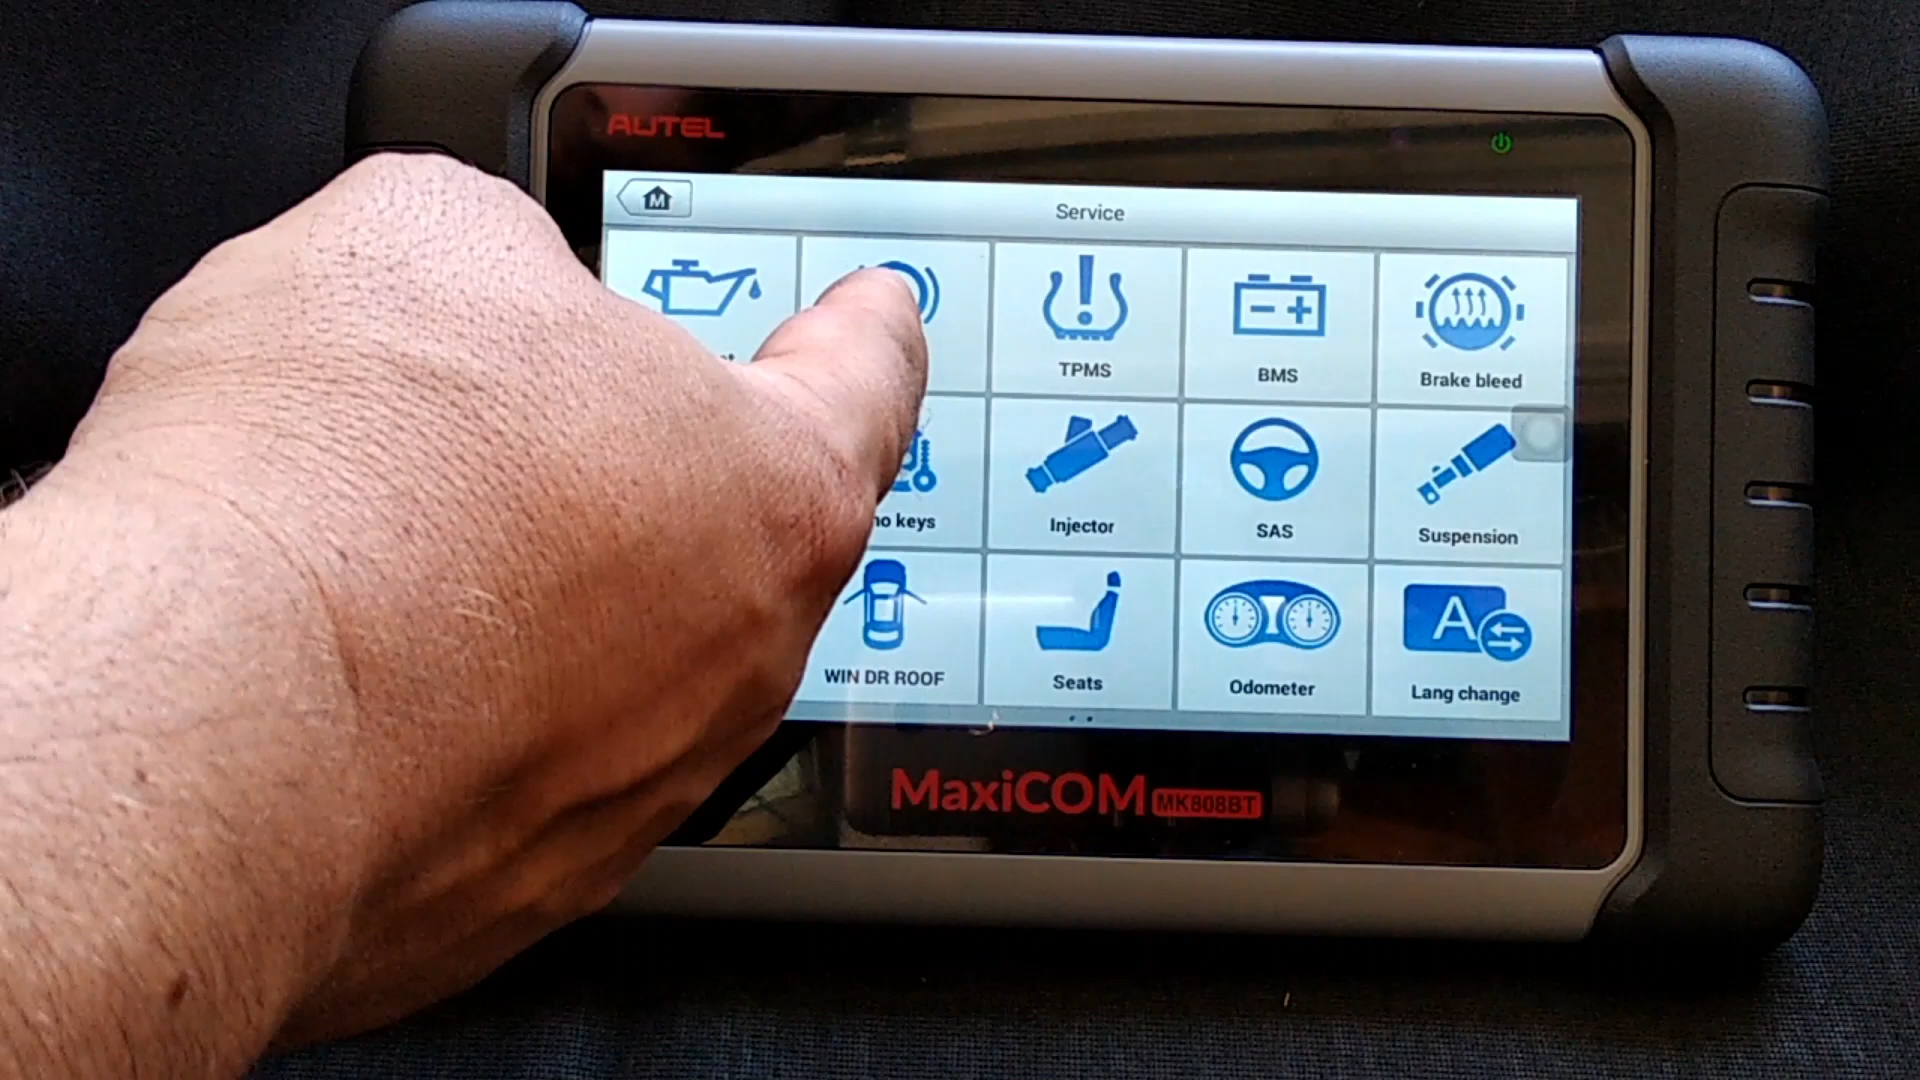 AUTEL
M
Service
TPMS
BMS
Brake bleed
keys
Injector
SAS
Suspension
WIN DR ROOF
Seats
Odometer
A
Lang change
MaxiCOM MK808BT